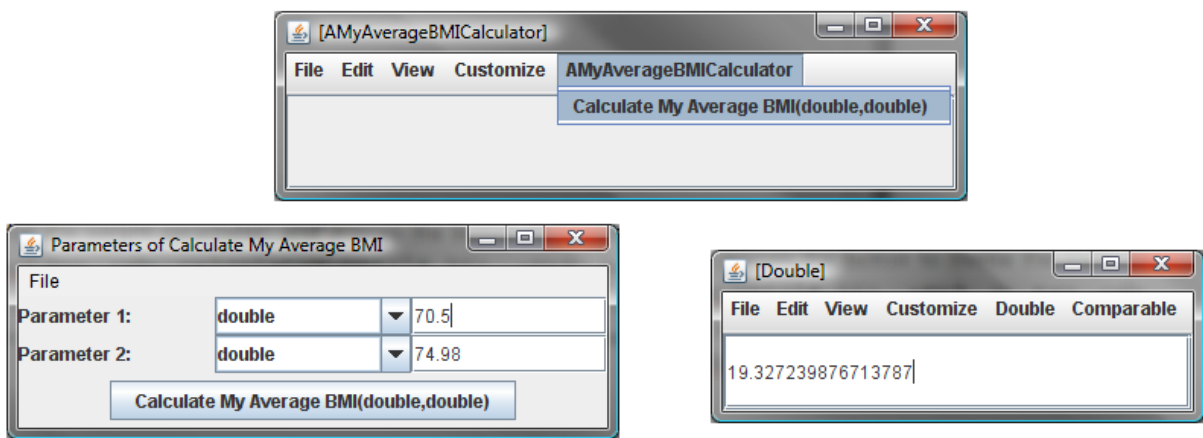 [AMyAverageBMICalculator]
File Edit View Customize AMyAverageBMICalculator
Calculate My Average BMI(double,double)
Parameters of Calculate My Average BMI
File
Parameter 1: double 70.5
Parameter 2: double 74.98
Calculate My Average BMI(double,double)
[Double]
File Edit View Customize Double Comparable
19.327239876713787